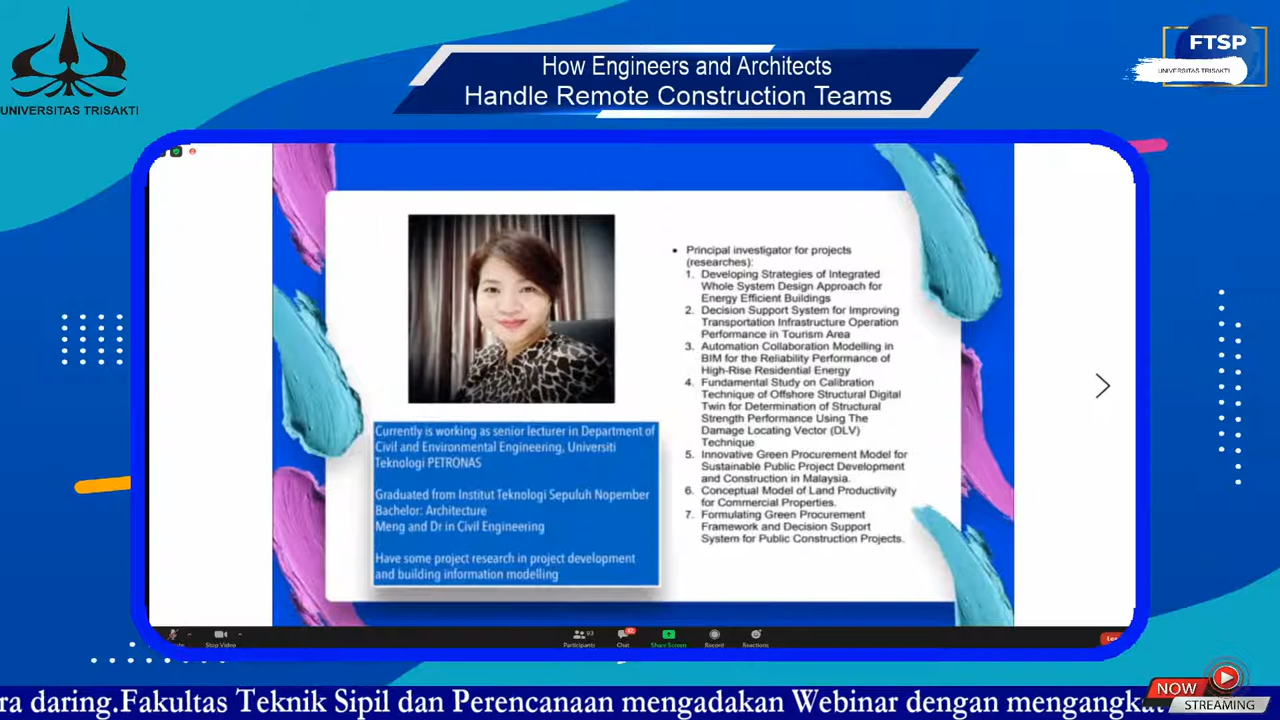 UNIVERSITAS TRISAKTI
How Engineers and Architects
Handle Remote Construction Teams
FTSP
UNIVERSITAS TRISAKTI
Currently is working as senior lecturer in Department of
Civil and Environmental Engineering, Universiti
Teknologi PETRONAS
Graduated from Institut Teknologi Sepuluh Nopember
Bachelor: Architecture
Meng and Dr in Civil Engineering
Have some project research in project development
and building information modelling
• Principal investigator for projects
(researches):
1. Developing Strategies of Integrated
Whole System Design Approach for
Energy Efficient Buildings
2. Decision Support System for Improving
Transportation Infrastructure Operation
Performance in Tourism Area
3. Automation Collaboration Modelling in
BIM for the Reliability Performance of
High-Rise Residential Energy
4. Fundamental Study on Calibration
Technique of Offshore Structural Digital
Twin for Determination of Structural
Strength Performance Using The
Damage Locating Vector (DLV)
Technique
5. Innovative Green Procurement Model for
Sustainable Public Project Development
and Construction in Malaysia.
6. Conceptual Model of Land Productivity
for Commercial Properties.
7. Formulating Green Procurement
Framework and Decision Support
System for Public Construction Projects.
Stop Video
Participants
93
Chat
Share Screen
Record
Reactions
ra daring.Fakultas Teknik Sipil dan Perencanaan mengadakan Webinar dengan mengangkat
NOW
STREAMING